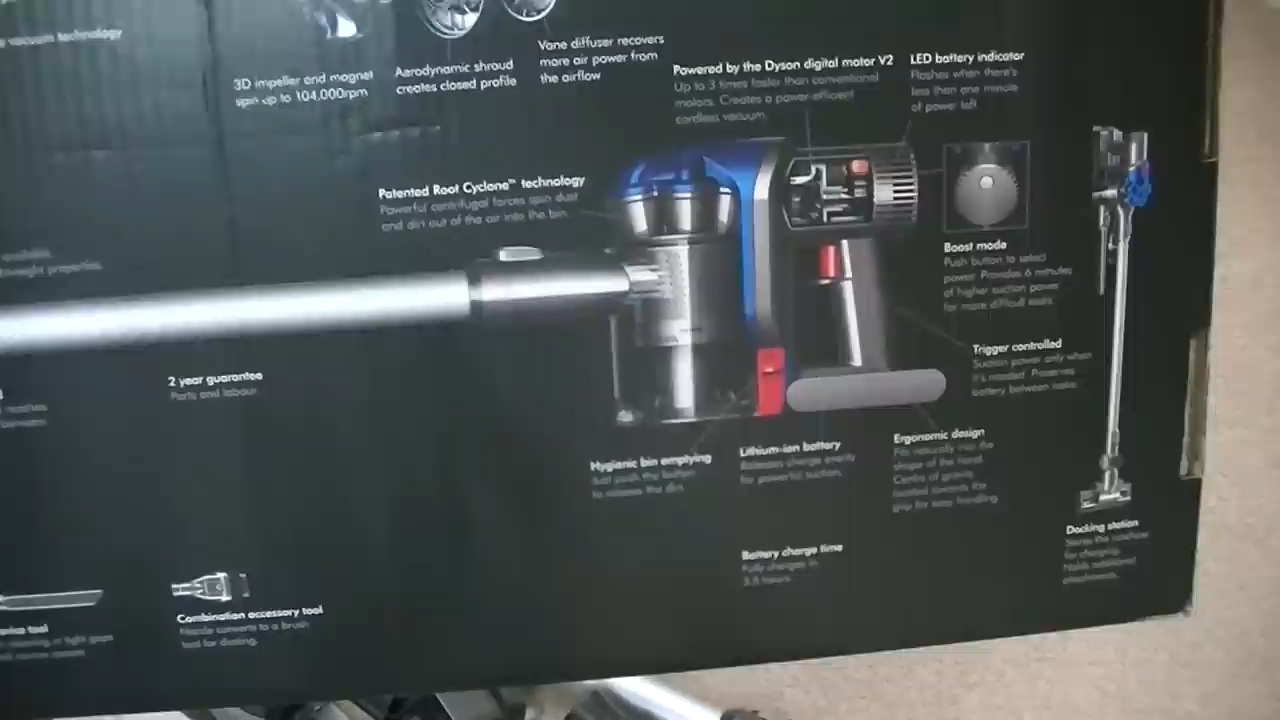 vacuum technology
3D impeller and magnet
spin up to 104,000rpm
Aerodynamic shroud
creates closed profile
Vane diffuser recovers
more air power from
the airflow
Powered by the Dyson digital motor V2
Up to 3 times faster than conventional
motors. Creates a power-efficient
cordless vacuum.
LED battery indicator
Flashes when there's
less than one minute
of power left.
Patented Root Cyclone™ technology
Powerful centrifugal forces spin dust
and dirt out of the air into the bin.
properties.
Boost mode
Push button to select
power. Provides 6 minutes
of higher suction power
for more difficult tasks.
Trigger controlled
Suction power only when
it's needed. Preserves
battery between tasks.
2 year guarantee
Parts and labour.
reaches
Hygienic bin emptying
Just push the button
to release the dirt.
Lithium-ion battery
Releases charge evenly
for powerful suction.
Ergonomic design
Fits naturally into the
shape of the hand.
Centre of gravity
located towards the
grip for easy handling.
Battery charge time
Fully charges in
3.5 hours.
Docking station
Stores the machine
for charging.
Holds additional
attachments.
Combination accessory tool
Nozzle converts to a brush
tool for dusting.
tool
in tight gaps